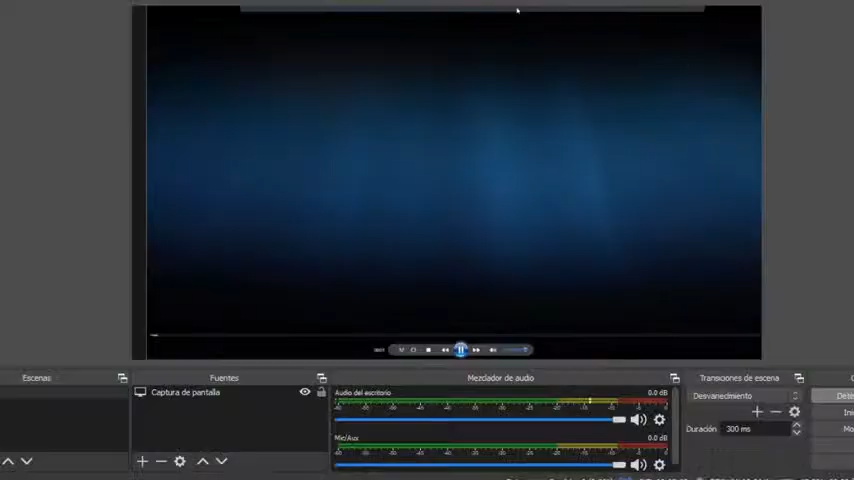 Escenas
Fuentes
Mezclador de audio
Transiciones de escena
Captura de pantalla
Audio del escritorio
0.0 dB
Desvanecimiento
Duración
300 ms
Mic/Aux
0.0 dB